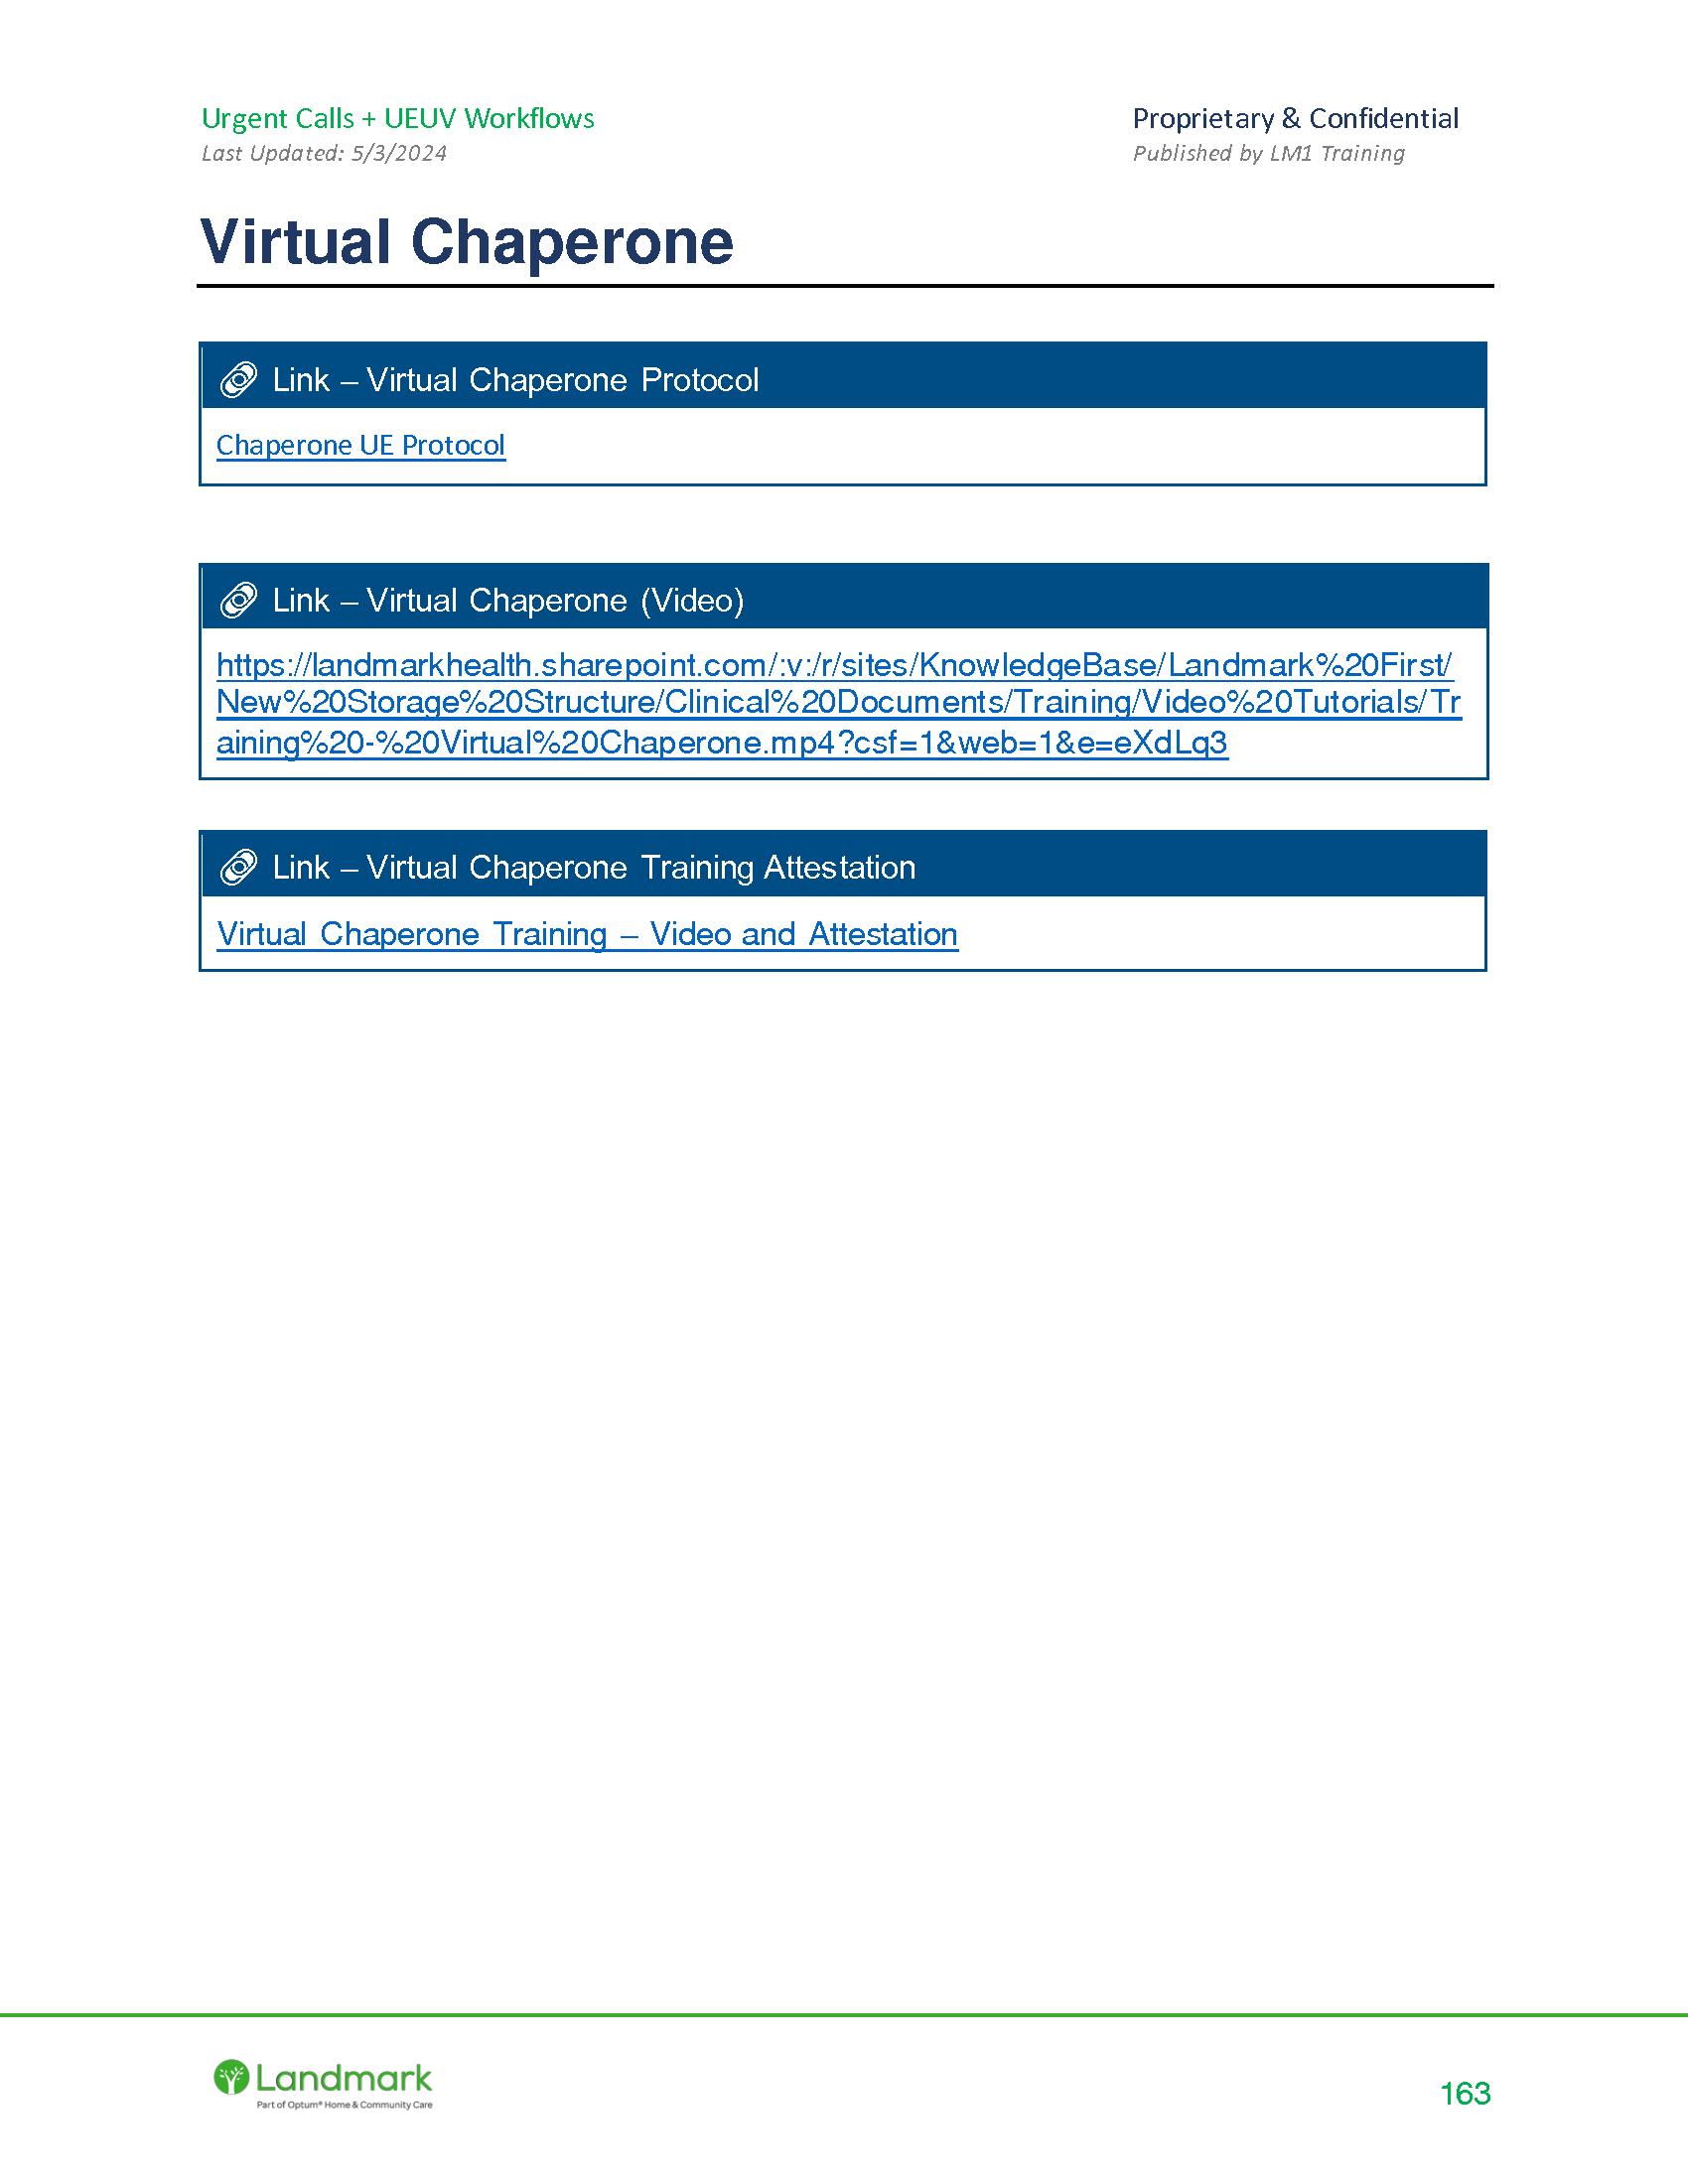 Urgent Calls + UEUV Workflows
Proprietary & Confidential
Last Updated: 5/3/2024
Published by LM1 Training
Virtual Chaperone
Link – Virtual Chaperone Protocol
Chaperone UE Protocol
Link – Virtual Chaperone (Video)
https://landmarkhealth.sharepoint.com/:v:/r/sites/KnowledgeBase/Landmark%20First/
New%20Storage%20Structure/Clinical%20Documents/Training/Video%20Tutorials/Tr
aining%20-%20Virtual%20Chaperone.mp4?csf=1&web=1&e=eXdLq3
Link – Virtual Chaperone Training Attestation
Virtual Chaperone Training – Video and Attestation
Landmark
Part of Optum® Home & Community Care
163